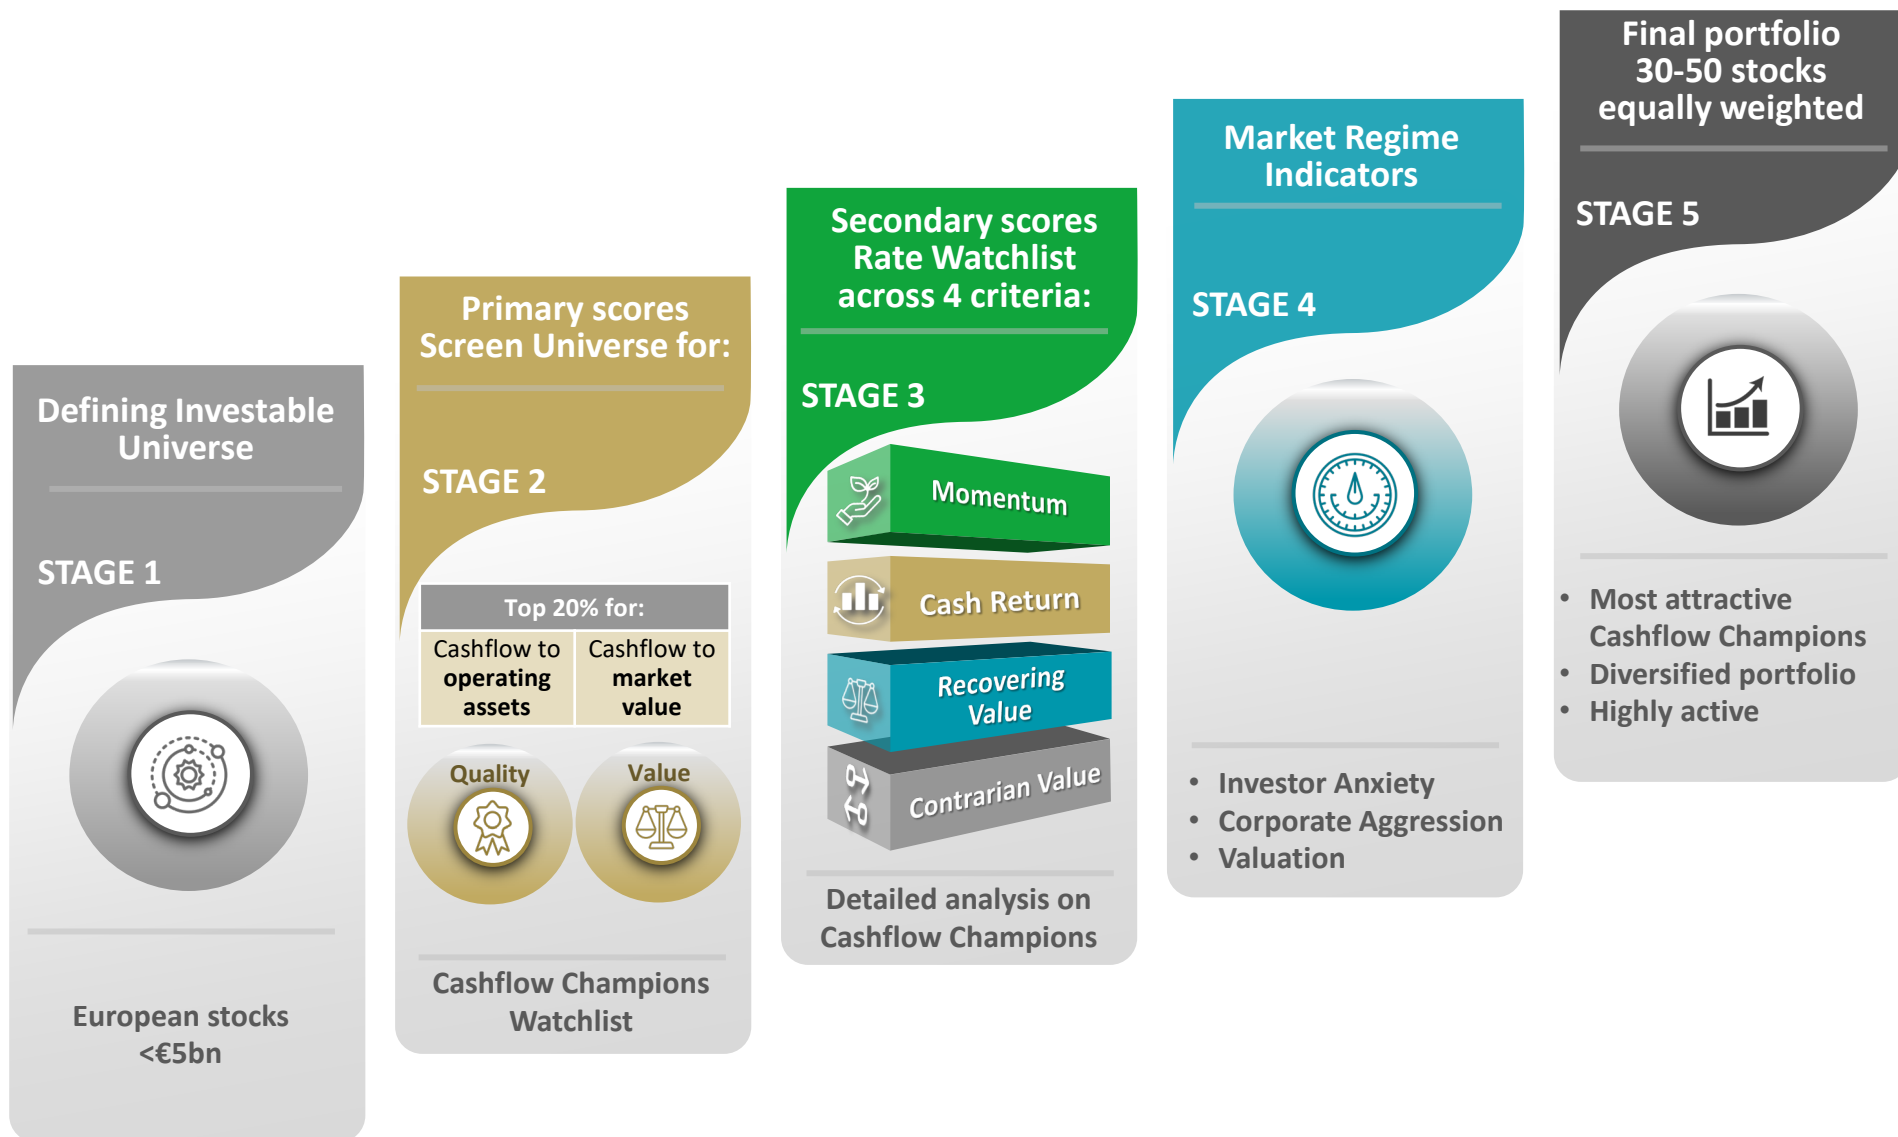 Defining Investable
Universe
STAGE 1
European stocks
<€5bn
Primary scores
Screen Universe for:
STAGE 2
Top 20% for:
Cashflow to
operating
assets
Cashflow to
market
value
Quality
Value
Cashflow Champions
Watchlist
Secondary scores
Rate Watchlist
across 4 criteria:
STAGE 3
Momentum
Cash Return
Recovering
Value
Contrarian Value
Detailed analysis on
Cashflow Champions
Market Regime
Indicators
STAGE 4
• Investor Anxiety
• Corporate Aggression
• Valuation
Final portfolio
30-50 stocks
equally weighted
STAGE 5
• Most attractive
Cashflow Champions
• Diversified portfolio
• Highly active